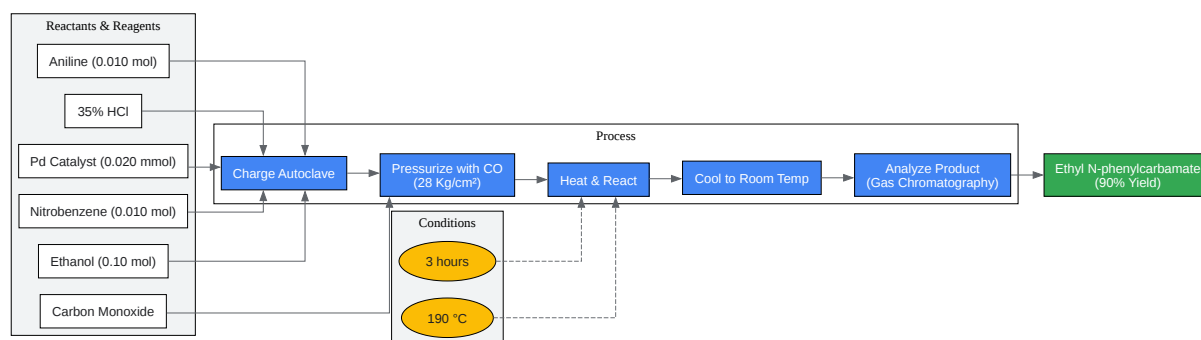 Reactants & Reagents
Aniline (0.010 mol)
35% HCl
Pd Catalyst (0.020 mmol)
Nitrobenzene (0.010 mol)
Ethanol (0.10 mol)
Carbon Monoxide
Process
Charge Autoclave
Pressurize with CO
(28 Kg/cm²)
Heat & React
Cool to Room Temp
Analyze Product
(Gas Chromatography)
Ethyl N-phenylcarbamate
(90% Yield)
Conditions
3 hours
190 °C